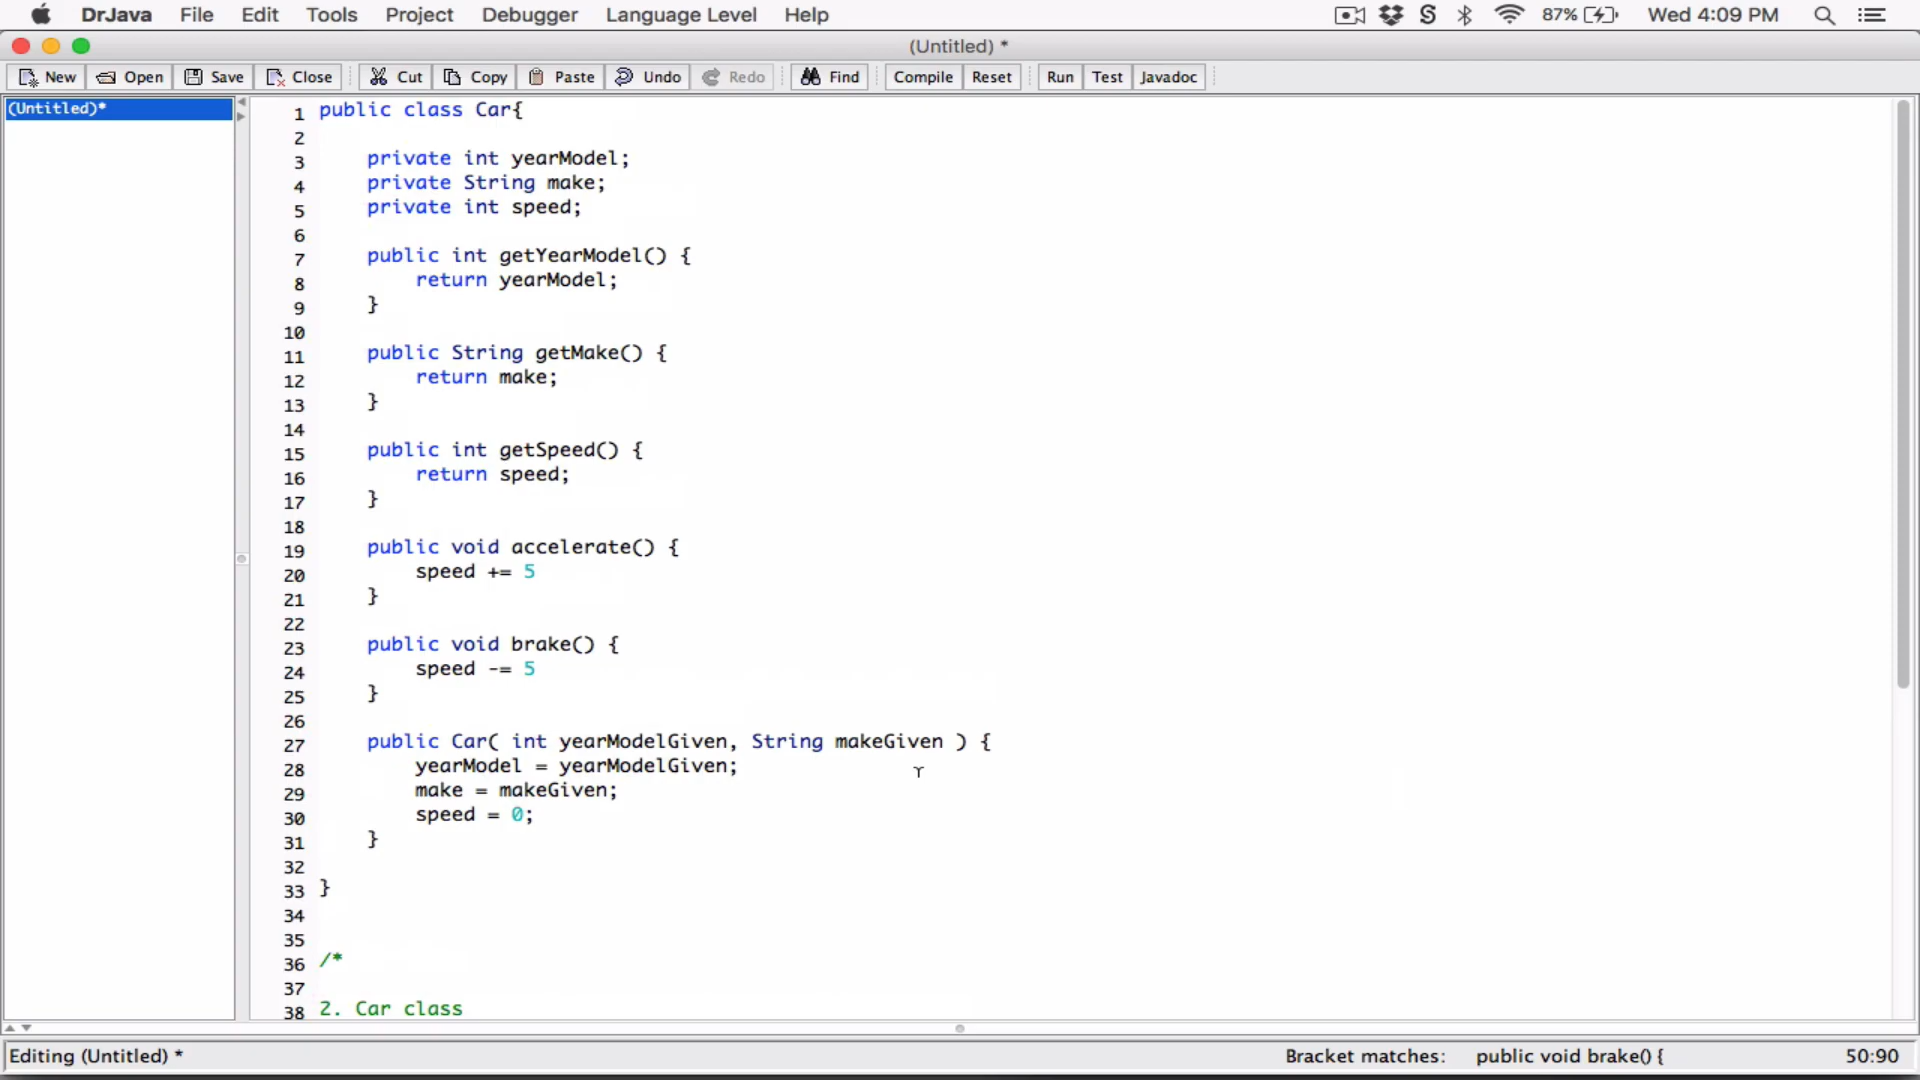 DrJava File Edit Tools Project Debugger Language Level Help 87% Wed 4:09 PM
(Untitled) *
New Open Save Close Cut Copy Paste Undo Redo Find Compile Reset Run Test Javadoc
(Untitled)*
1 public class Car{
2
3 private int yearModel;
4 private String make;
5 private int speed;
6
7 public int getYearModel() {
8 return yearModel;
9 }
10
11 public String getMake() {
12 return make;
13 }
14
15 public int getSpeed() {
16 return speed;
17 }
18
19 public void accelerate() {
20 speed += 5
21 }
22
23 public void brake() {
24 speed -= 5
25 }
26
27 public Car( int yearModelGiven, String makeGiven ) {
28 yearModel = yearModelGiven;
29 make = makeGiven;
30 speed = 0;
31 }
32
33 }
34
35
36 /*
37
38 2. Car class
Editing (Untitled) * Bracket matches: public void brake() { 50:90